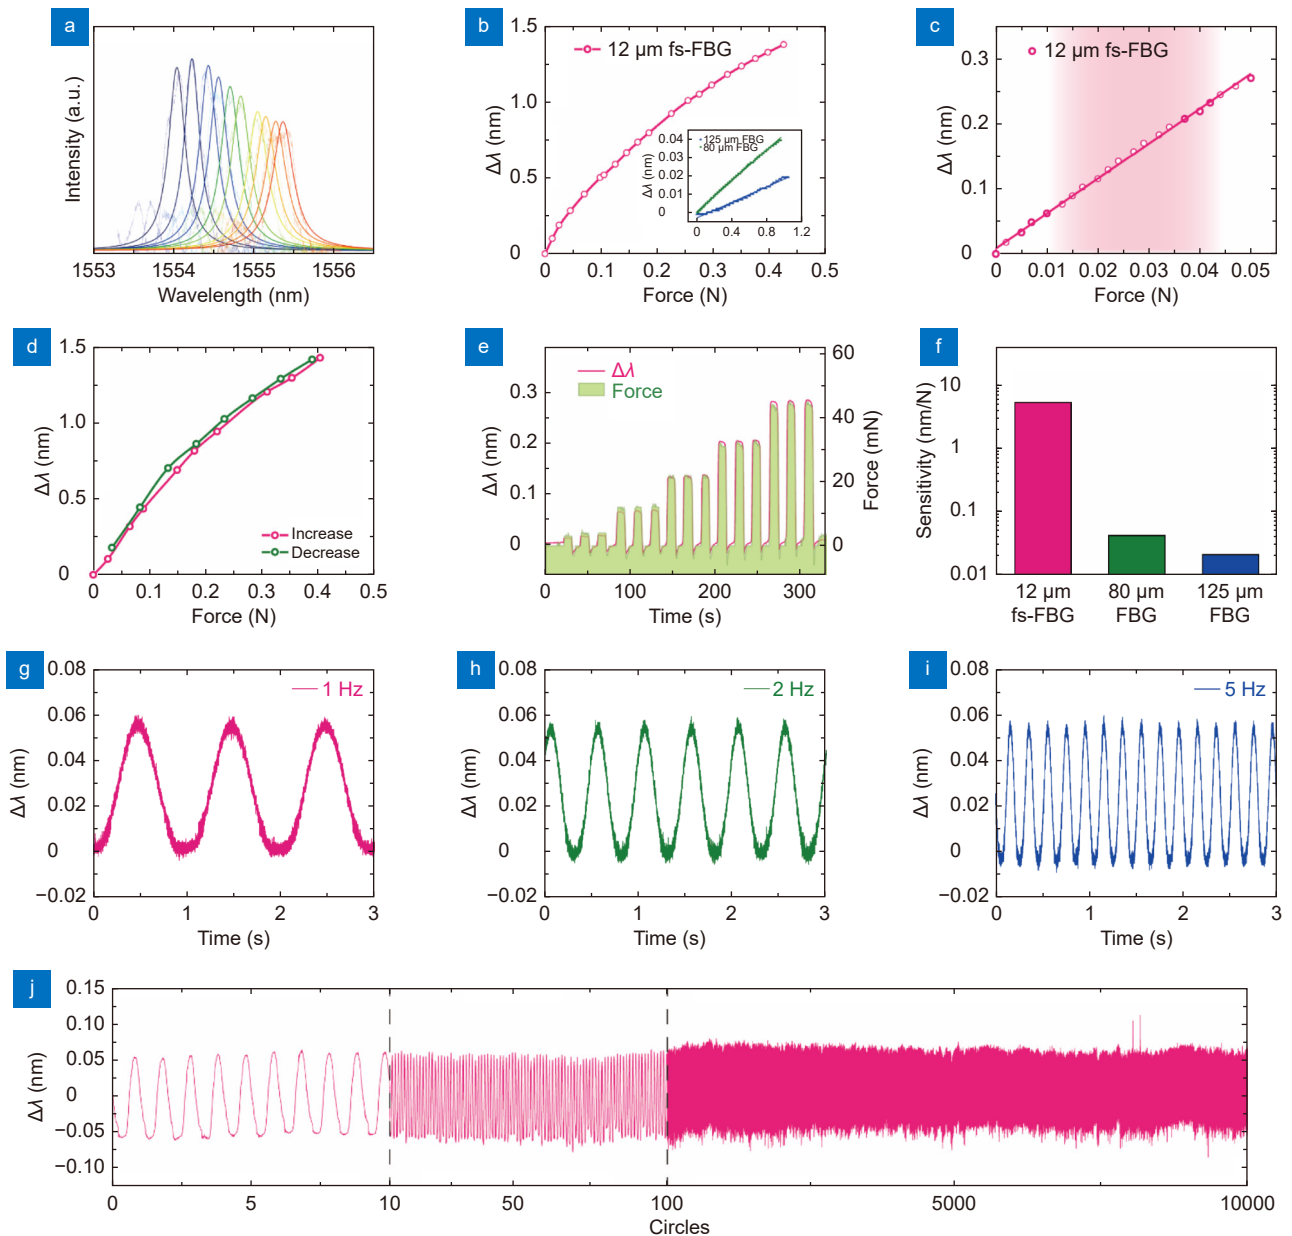 a
Intensity (a.u.)
1553
1554
1555
1556
Wavelength (nm)
b
12 µm fs-FBG
1.5
1.0
0.5
0
Δλ (nm)
0
0.1
0.2
0.3
0.4
0.5
Force (N)
125 µm FBG
80 µm FBG
0.04
0.03
0.02
0.01
0
Δλ (nm)
0
0.4
0.8
1.2
c
12 µm fs-FBG
0.3
0.2
0.1
0
Δλ (nm)
0
0.01
0.02
0.03
0.04
0.05
Force (N)
d
1.5
1.0
0.5
0
Δλ (nm)
Increase
Decrease
0
0.1
0.2
0.3
0.4
0.5
Force (N)
e
Δλ
Force
0.3
0.2
0.1
0
Δλ (nm)
60
40
20
0
Force (mN)
0
100
200
300
Time (s)
f
Sensitivity (nm/N)
10
1
0.1
0.01
12 µm
fs-FBG
80 µm
FBG
125 µm
FBG
g
1 Hz
0.08
0.06
0.04
0.02
0
−0.02
Δλ (nm)
0
1
2
3
Time (s)
h
2 Hz
0.08
0.06
0.04
0.02
0
−0.02
Δλ (nm)
0
1
2
3
Time (s)
i
5 Hz
0.08
0.06
0.04
0.02
0
−0.02
Δλ (nm)
0
1
2
3
Time (s)
j
0.15
0.10
0.05
0
−0.05
−0.10
Δλ (nm)
0
5
10
50
100
5000
10000
Circles